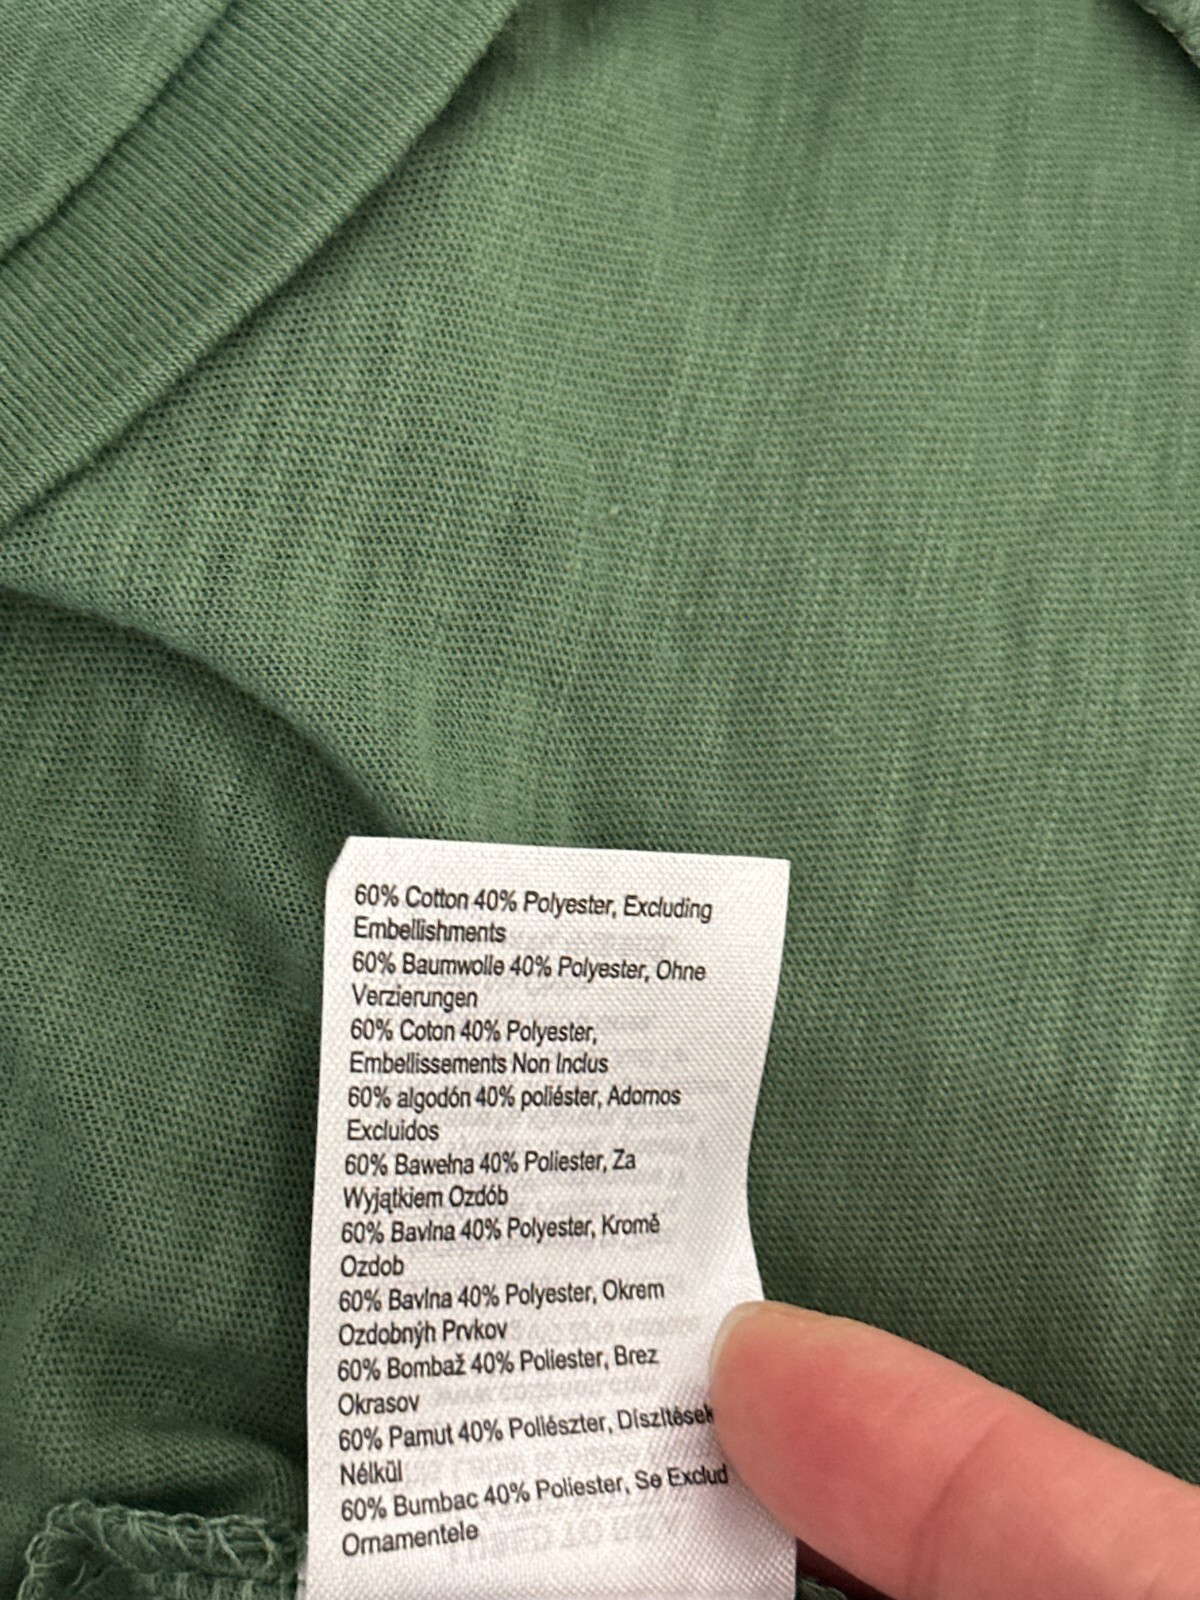 60% Cotton 40% Polyester, Excluding
Embellishments
60% Baumwolle 40% Polyester, Ohne
Verzierungen
60% Coton 40% Polyester,
Embellissements Non Inclus
60% algodón 40% poliéster, Adornos
Excluidos
60% Bawełna 40% Poliester, Za
Wyjątkiem Ozdób
60% Bavlna 40% Polyester, Kromě
Ozdob
60% Bavlna 40% Polyester, Okrem
Ozdobnýh Prvkov
60% Bombaž 40% Poliester, Brez
Okrasov
60% Pamut 40% Poliészter, Díszítések
Nélkül
60% Bumbac 40% Poliester, Se Exclud
Ornamentele